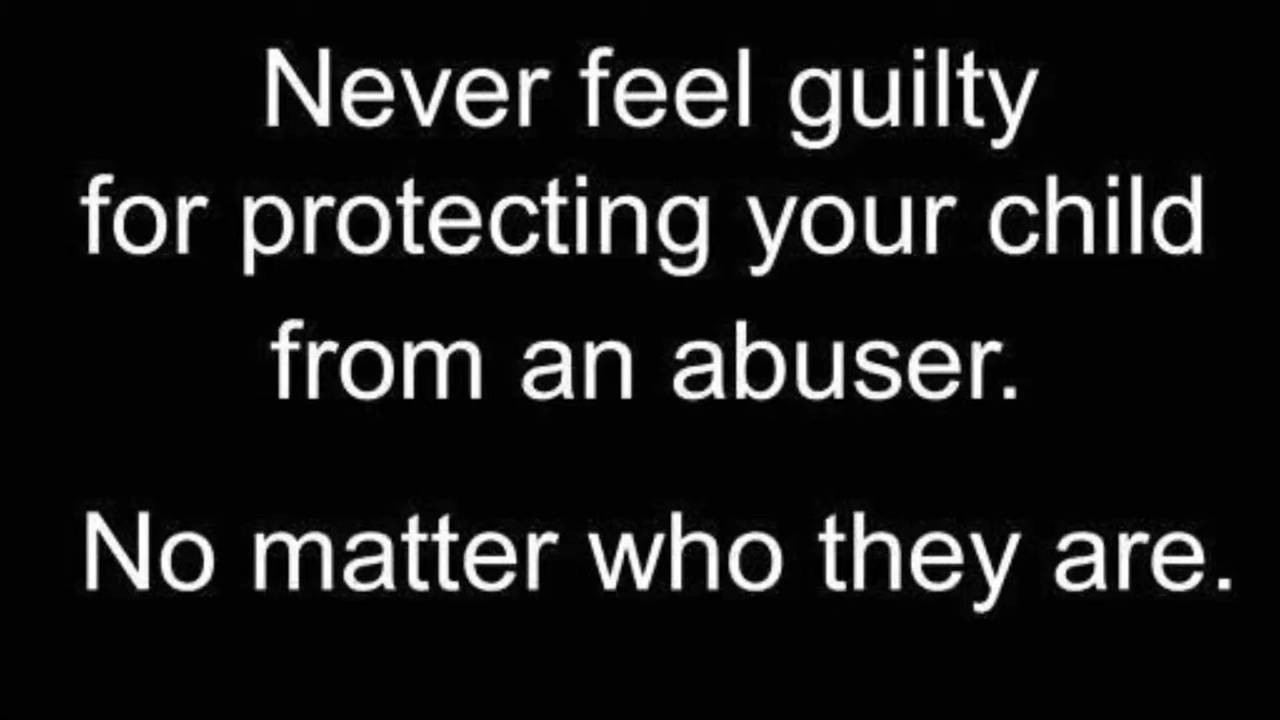 Never feel guilty
for protecting your child
from an abuser.
No matter who they are.